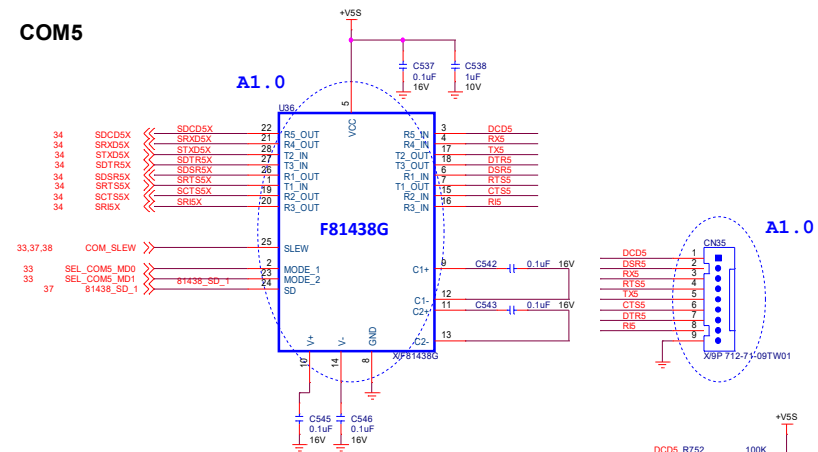 COM5
+V5S
C537
0.1uF
16V
C538
1uF
10V
A1.0
U36
5
VCC
34 SDCD5X SDCD5X 22 R5_OUT R5_IN 3 DCD5
34 SRXD5X SRXD5X 21 R4_OUT R4_IN 4 RX5
34 STXD5X STXD5X 28 T2_IN T2_OUT 17 TX5
34 SDTR5X SDTR5X 27 T3_IN T3_OUT 18 DTR5
34 SDSR5X SDSR5X 26 R1_OUT R1_IN 6 DSR5
34 SRTS5X SRTS5X 1 T1_IN T1_OUT 7 RTS5
34 SCTS5X SCTS5X 19 R2_OUT R2_IN 15 CTS5
34 SRI5X SRI5X 20 R3_OUT R3_IN 16 RI5
F81438G
33,37,38 COM_SLEW 25 SLEW
33 SEL_COM5_MD0 2 MODE_1
33 SEL_COM5_MD1 23 MODE_2
37 81438_SD_1 81438_SD_1 24 SD
C1+ 9 C542 0.1uF 16V
C1- 12
C2+ 11 C543 0.1uF 16V
C2- 13
V+ V- GND
10 14 8
X/F81438G
C545
0.1uF
16V
C546
0.1uF
16V
A1.0
CN35
DCD5 1
DSR5 2
RX5 3
RTS5 4
TX5 5
CTS5 6
DTR5 7
RI5 8
9
X/9P 712-71-09TW01
+V5S
DCD5 R752 100K